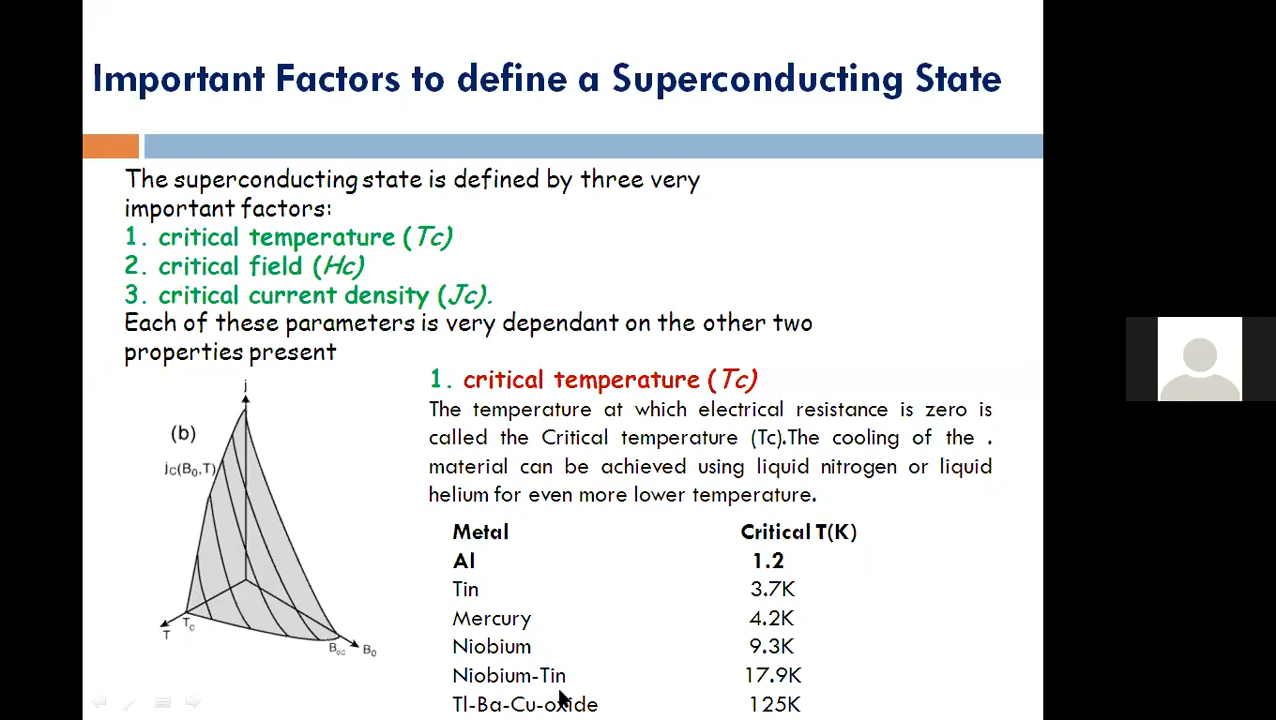 Important Factors to define a Superconducting State
The superconducting state is defined by three very
important factors:
1. critical temperature (Tc)
2. critical field (Hc)
3. critical current density (Jc).
Each of these parameters is very dependant on the other two
properties present
1. critical temperature (Tc)
The temperature at which electrical resistance is zero is
called the Critical temperature (Tc).The cooling of the .
material can be achieved using liquid nitrogen or liquid
helium for even more lower temperature.
j
(b)
jC(B0,T)
TC
T
B0C
B0
Metal Critical T(K)
Al 1.2
Tin 3.7K
Mercury 4.2K
Niobium 9.3K
Niobium-Tin 17.9K
Tl-Ba-Cu-oxide 125K